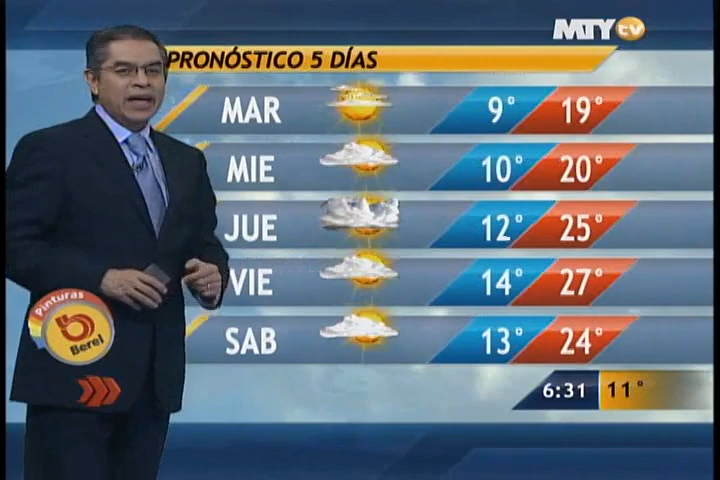 MTY tv
PRONÓSTICO 5 DÍAS
MAR 9° 19°
MIE 10° 20°
JUE 12° 25°
VIE 14° 27°
SAB 13° 24°
Pinturas
Berel
6:31 11°